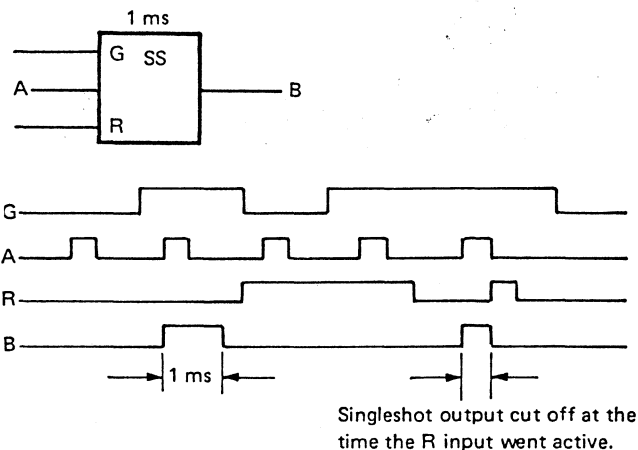 1 ms
G SS
A B
R
G
A
R
B
1 ms
Singleshot output cut off at the
time the R input went active.